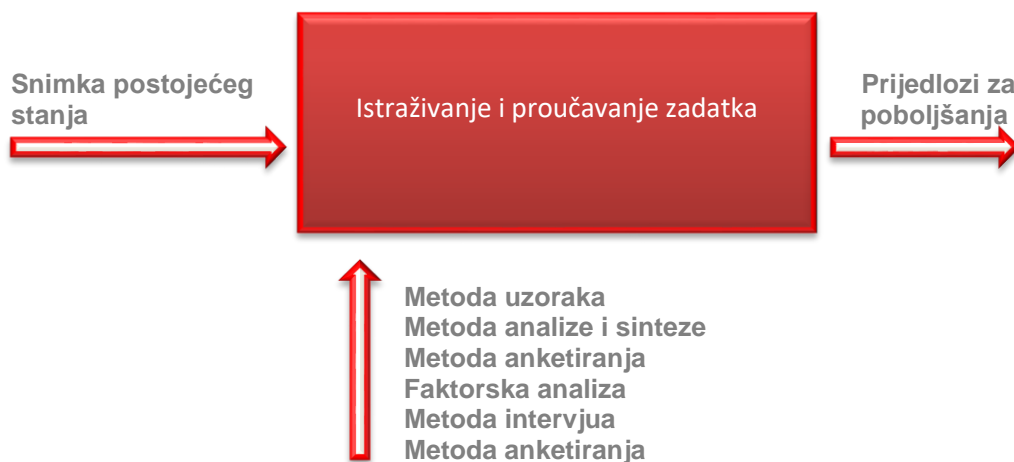 Snimka postojećeg
stanja
Istraživanje i proučavanje zadatka
Prijedlozi za
poboljšanja
Metoda uzoraka
Metoda analize i sinteze
Metoda anketiranja
Faktorska analiza
Metoda intervjua
Metoda anketiranja